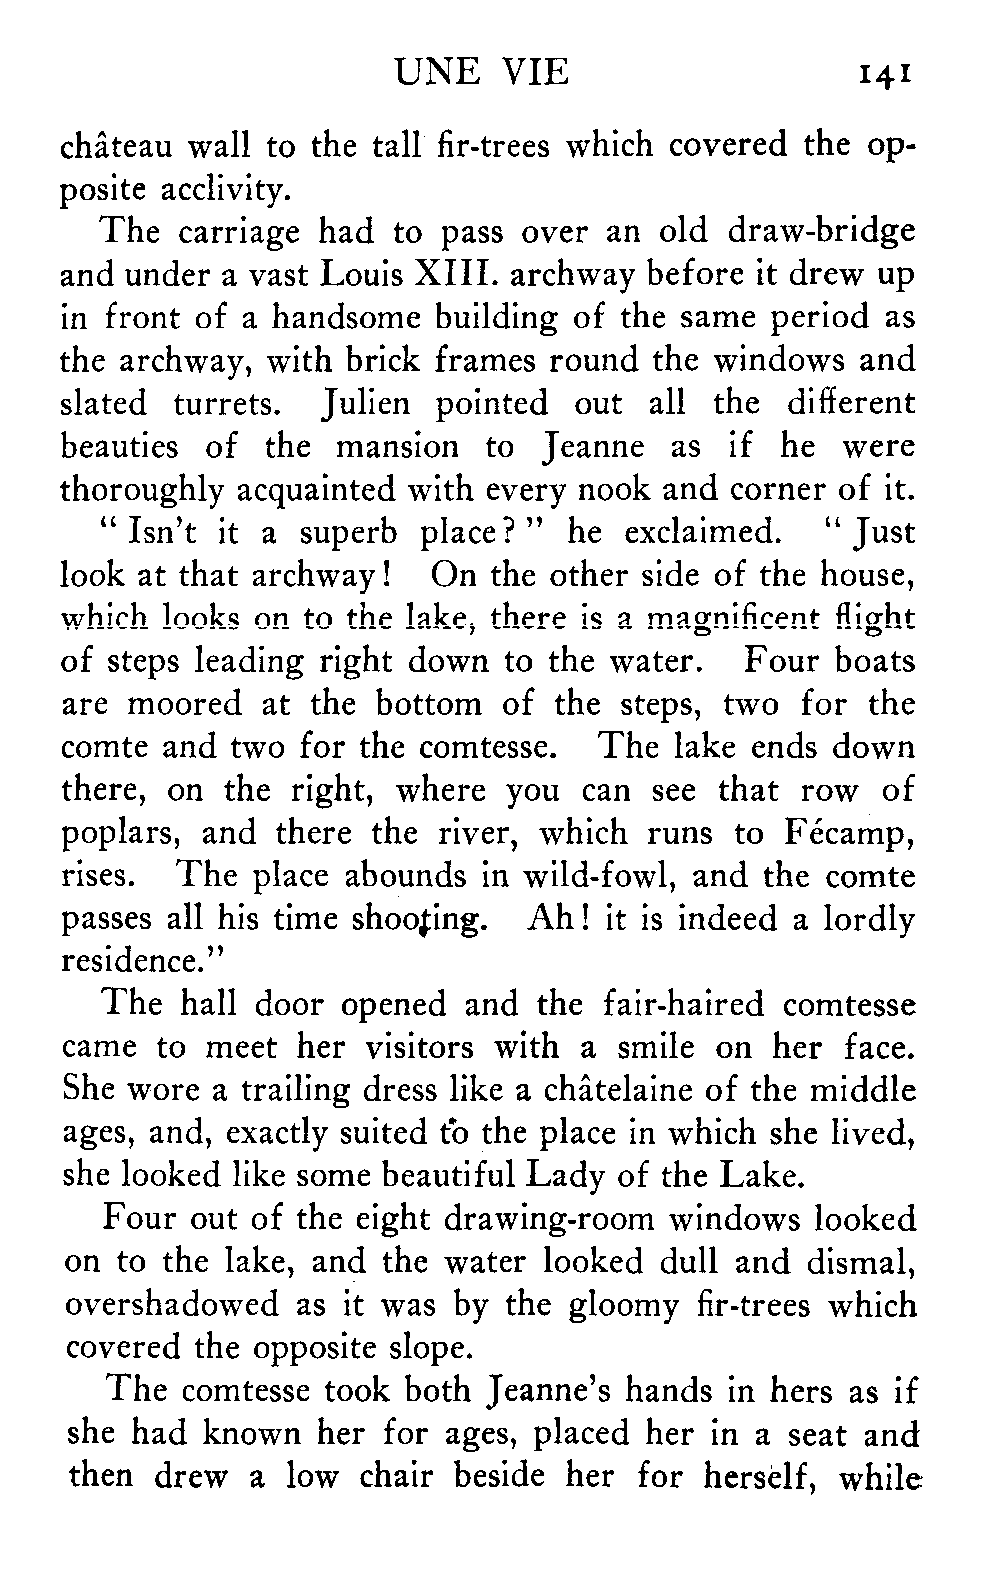 UNE VIE 141
château wall to the tall fir-trees which covered the op-
posite acclivity.
The carriage had to pass over an old draw-bridge
and under a vast Louis XIII. archway before it drew up
in front of a handsome building of the same period as
the archway, with brick frames round the windows and
slated turrets. Julien pointed out all the different
beauties of the mansion to Jeanne as if he were
thoroughly acquainted with every nook and corner of it.
" Isn't it a superb place? " he exclaimed. " Just
look at that archway! On the other side of the house,
which looks on to the lake, there is a magnificent flight
of steps leading right down to the water. Four boats
are moored at the bottom of the steps, two for the
comte and two for the comtesse. The lake ends down
there, on the right, where you can see that row of
poplars, and there the river, which runs to Fécamp,
rises. The place abounds in wild-fowl, and the comte
passes all his time shooting. Ah! it is indeed a lordly
residence."
The hall door opened and the fair-haired comtesse
came to meet her visitors with a smile on her face.
She wore a trailing dress like a châtelaine of the middle
ages, and, exactly suited to the place in which she lived,
she looked like some beautiful Lady of the Lake.
Four out of the eight drawing-room windows looked
on to the lake, and the water looked dull and dismal,
overshadowed as it was by the gloomy fir-trees which
covered the opposite slope.
The comtesse took both Jeanne's hands in hers as if
she had known her for ages, placed her in a seat and
then drew a low chair beside her for herself, while